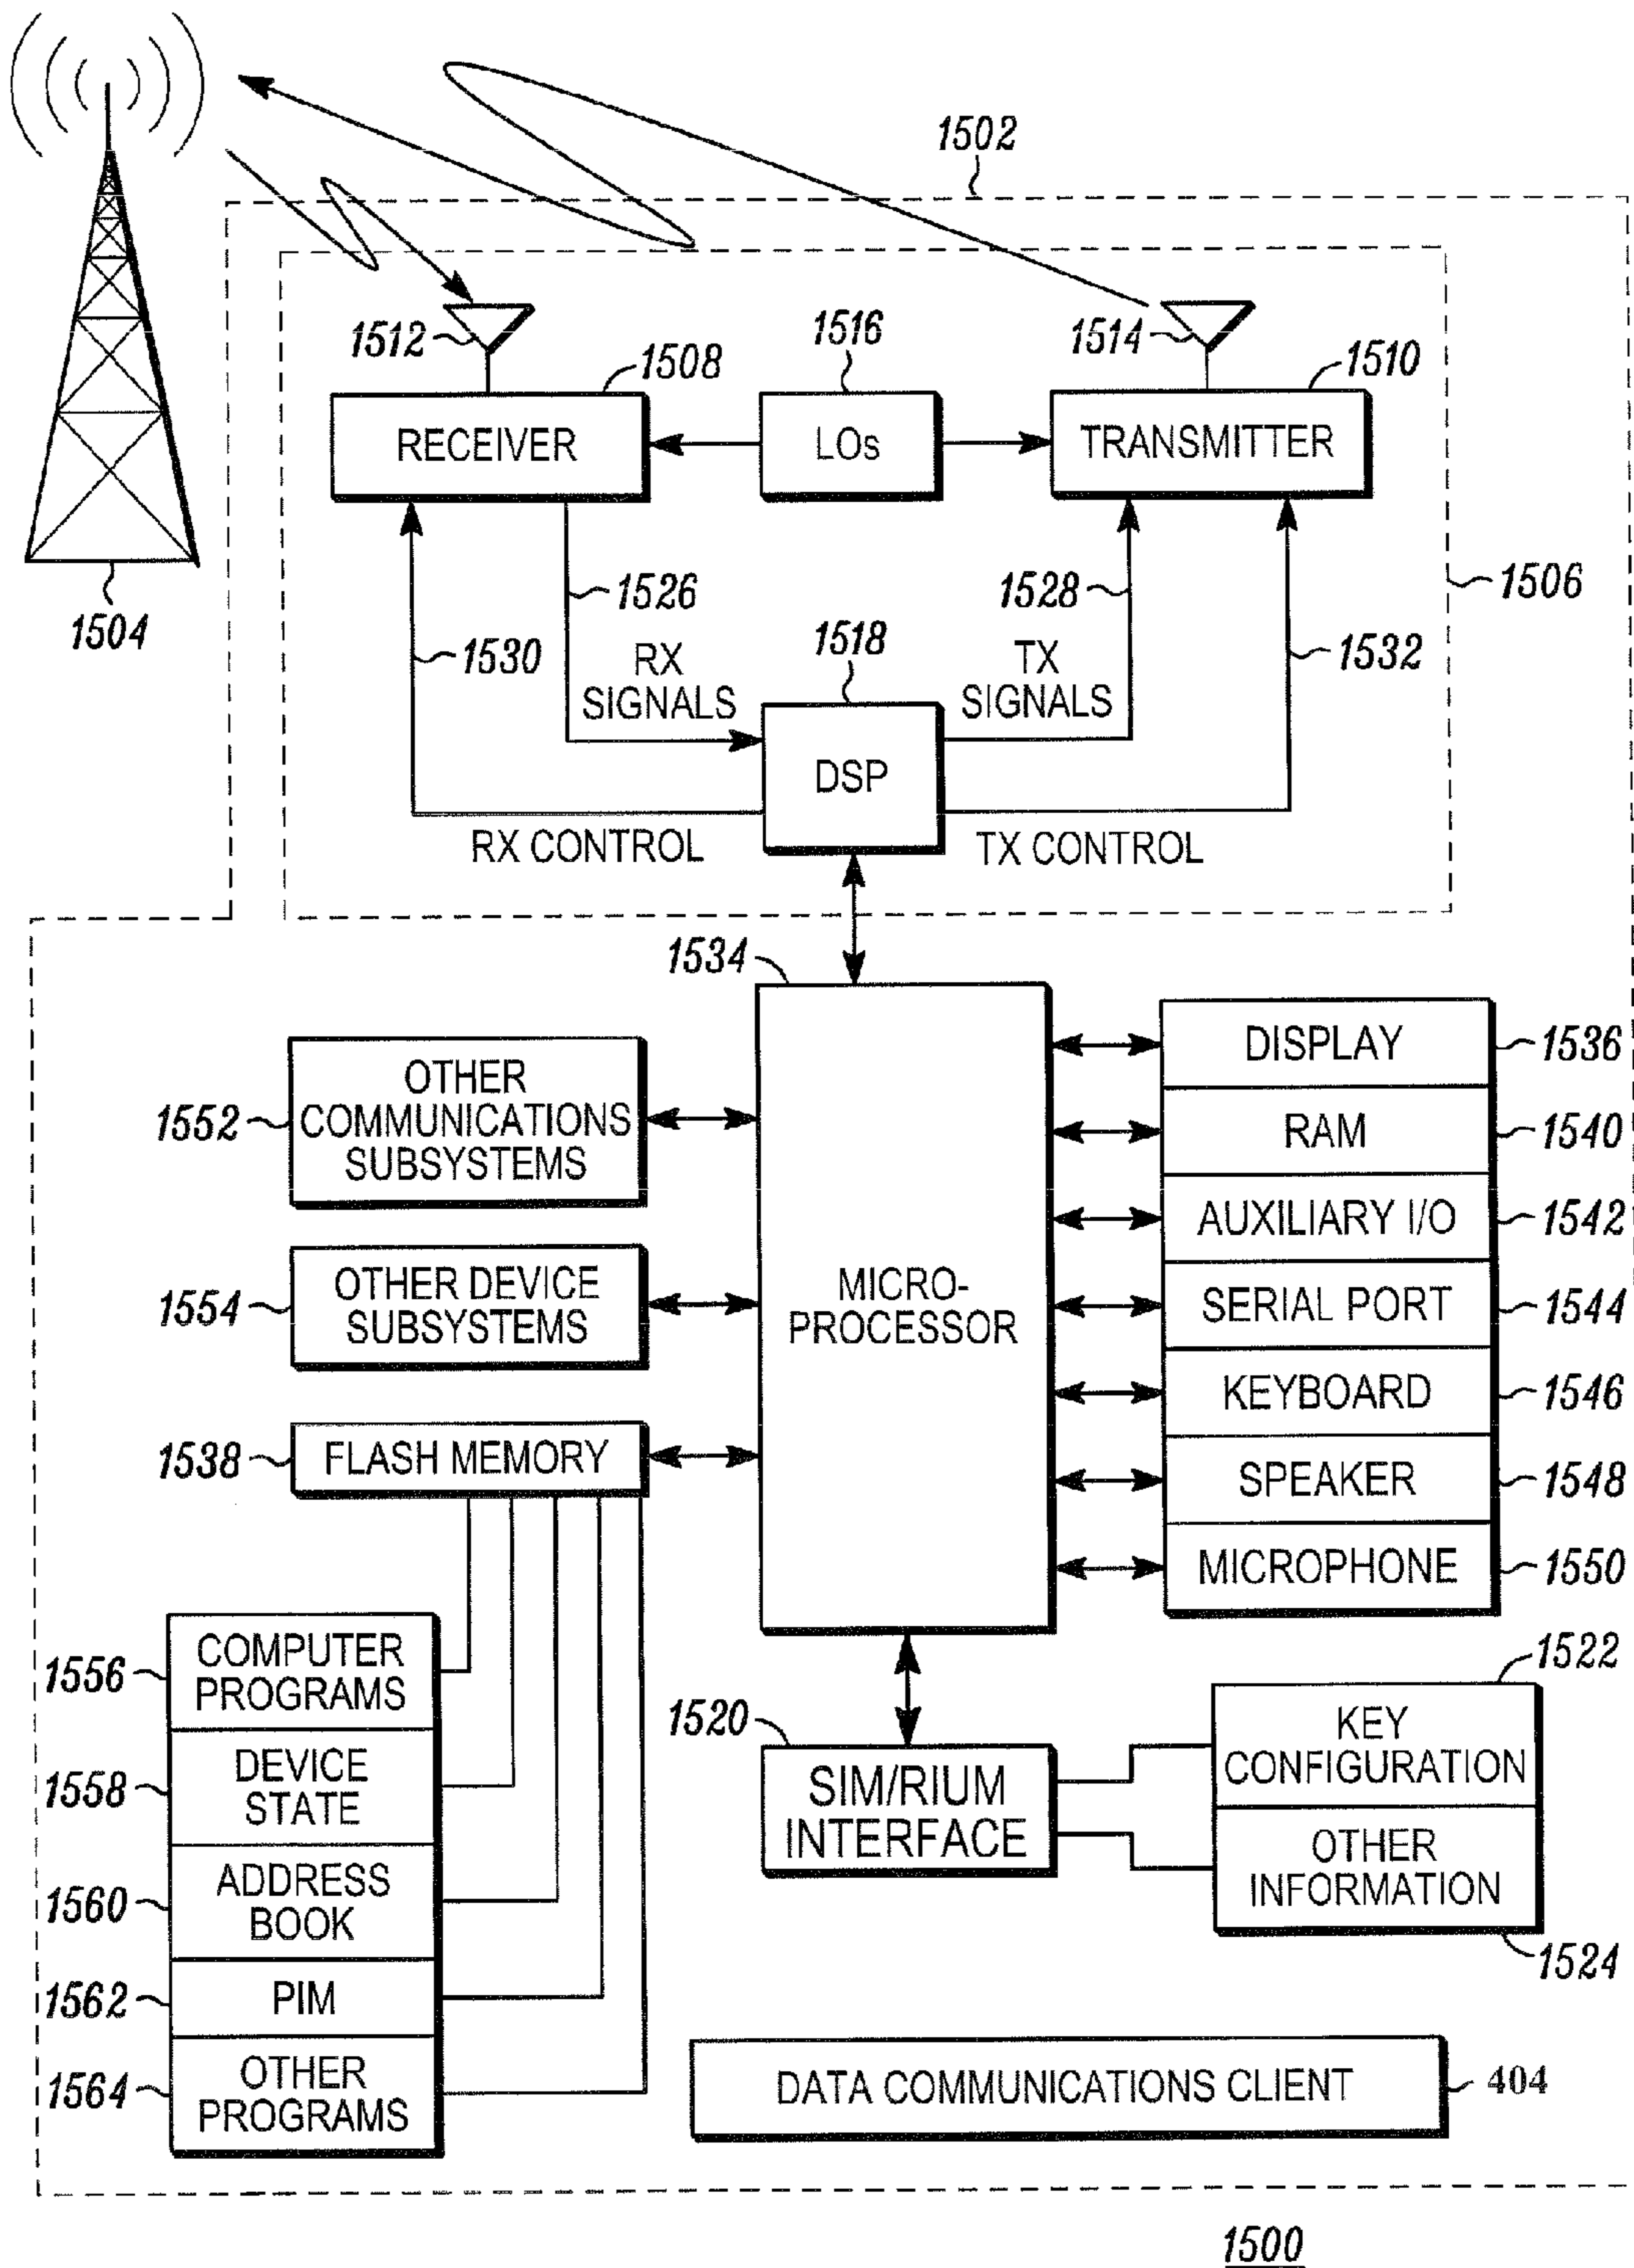 1502
1512
1508
1516
1514
1510
RECEIVER
LOs
TRANSMITTER
1504
1526
1528
1506
1530
RX
SIGNALS
1518
TX
SIGNALS
1532
DSP
RX CONTROL
TX CONTROL
1534
1552
OTHER
COMMUNICATIONS
SUBSYSTEMS
1554
OTHER DEVICE
SUBSYSTEMS
1538
FLASH MEMORY
MICRO-
PROCESSOR
DISPLAY
1536
RAM
1540
AUXILIARY I/O
1542
SERIAL PORT
1544
KEYBOARD
1546
SPEAKER
1548
MICROPHONE
1550
1556
COMPUTER
PROGRAMS
1558
DEVICE
STATE
1560
ADDRESS
BOOK
1562
PIM
1564
OTHER
PROGRAMS
1520
SIM/RIUM
INTERFACE
1522
KEY
CONFIGURATION
OTHER
INFORMATION
1524
DATA COMMUNICATIONS CLIENT
404
1500